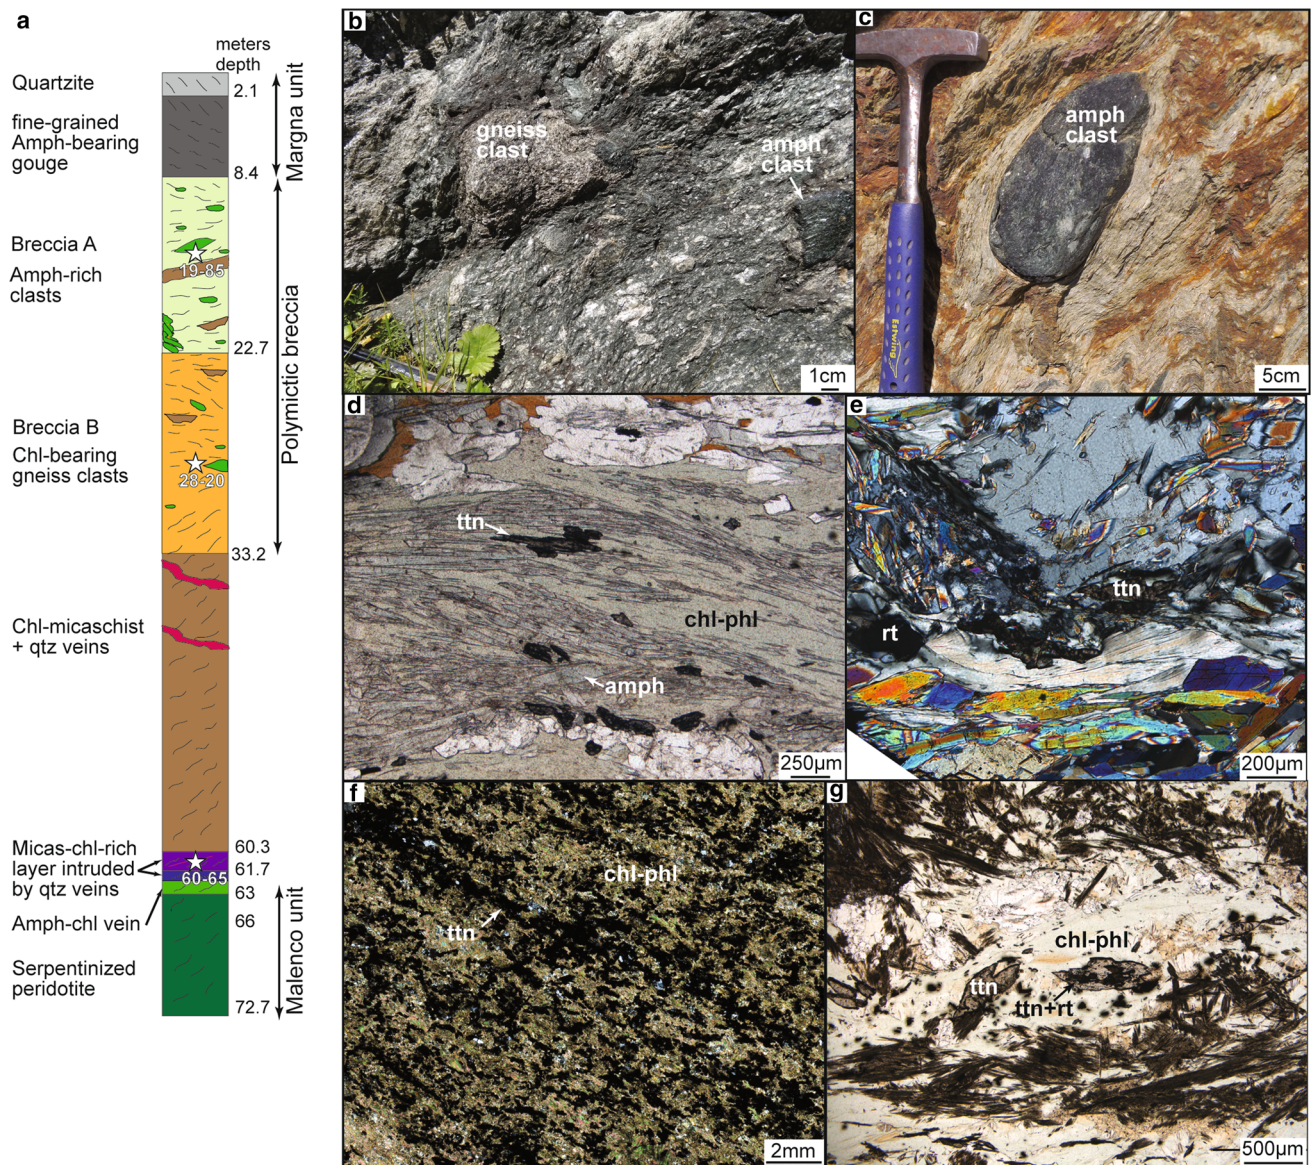 a
meters
depth
Quartzite
2.1
fine-grained
Amph-bearing
gouge
8.4
Margna unit
Breccia A
Amph-rich
clasts
19-85
22.7
Polymictic breccia
Breccia B
Chl-bearing
gneiss clasts
28-20
33.2
Chl-micaschist
+ qtz veins
60.3
Micas-chl-rich
layer intruded
by qtz veins
61.7
60-65
63
Amph-chl vein
66
Serpentinized
peridotite
72.7
Malenco unit
b
gneiss
clast
amph
clast
1cm
c
amph
clast
Estwing
5cm
d
ttn
chl-phl
amph
250µm
e
ttn
rt
200µm
f
chl-phl
ttn
2mm
g
chl-phl
ttn
ttn+rt
500µm